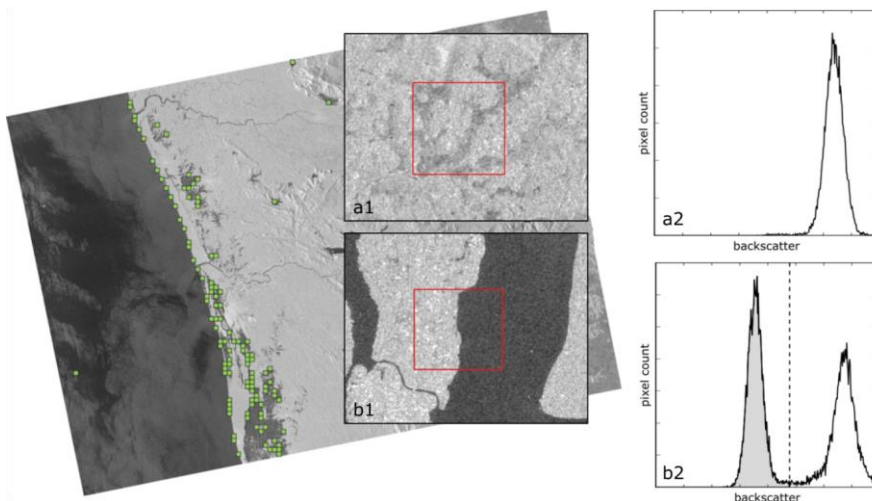 a1
pixel count
a2
backscatter
b1
pixel count
b2
backscatter